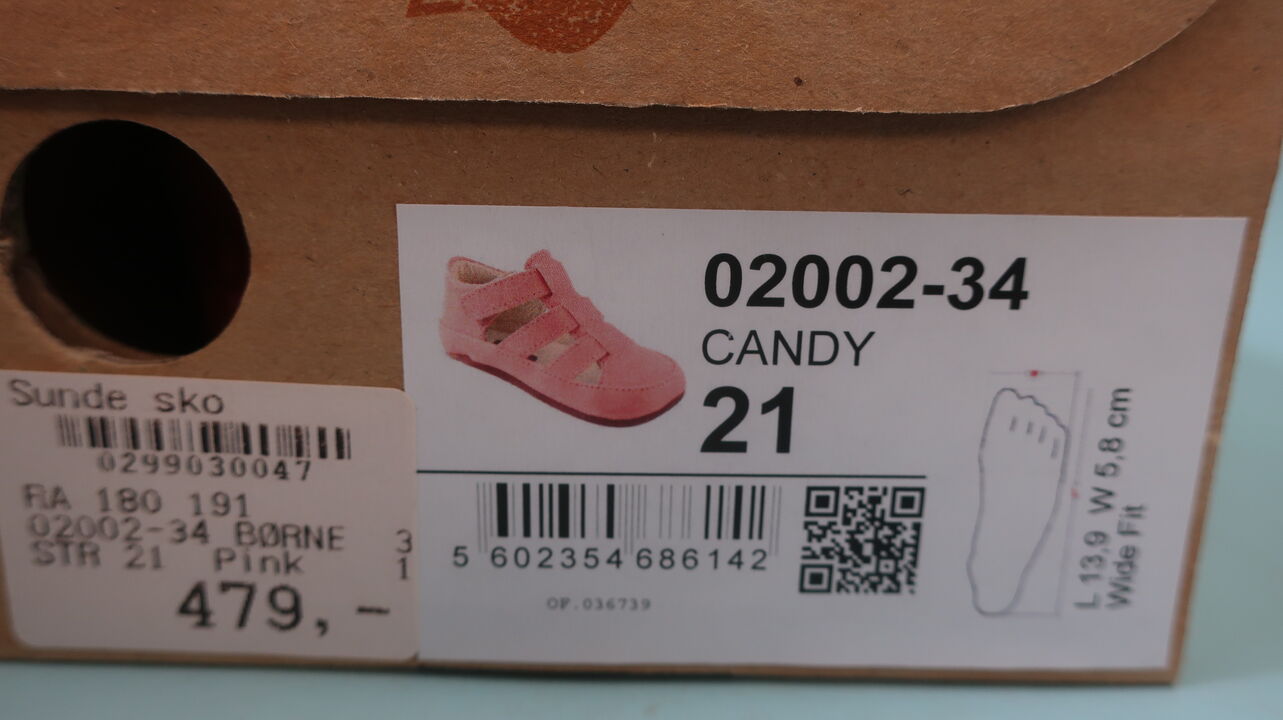 Sunde sko
0299030047
RA 180 191
02002-34 BØRNE 3
STR 21 Pink 1
479,-
02002-34
CANDY
21
5 602354 686142
OF.036739
L 13,9 W 5,8 cm
Wide Fit